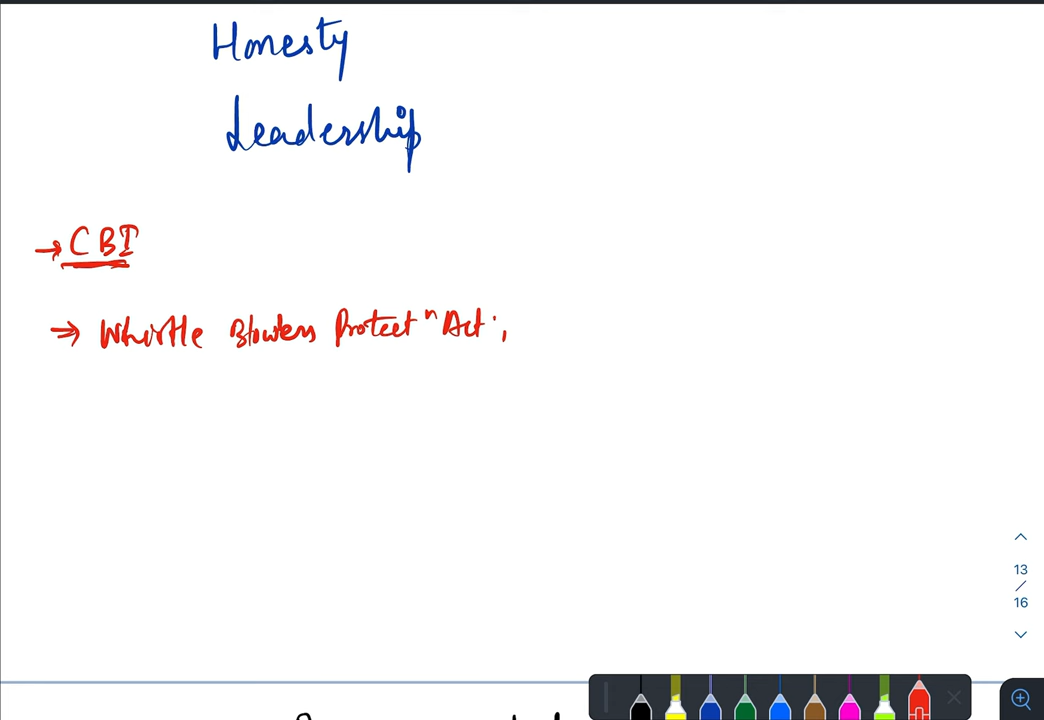 Honesty
Leadership
→ CBI
⇒ Whistle Blowers Protectⁿ Act.,
13
/
16